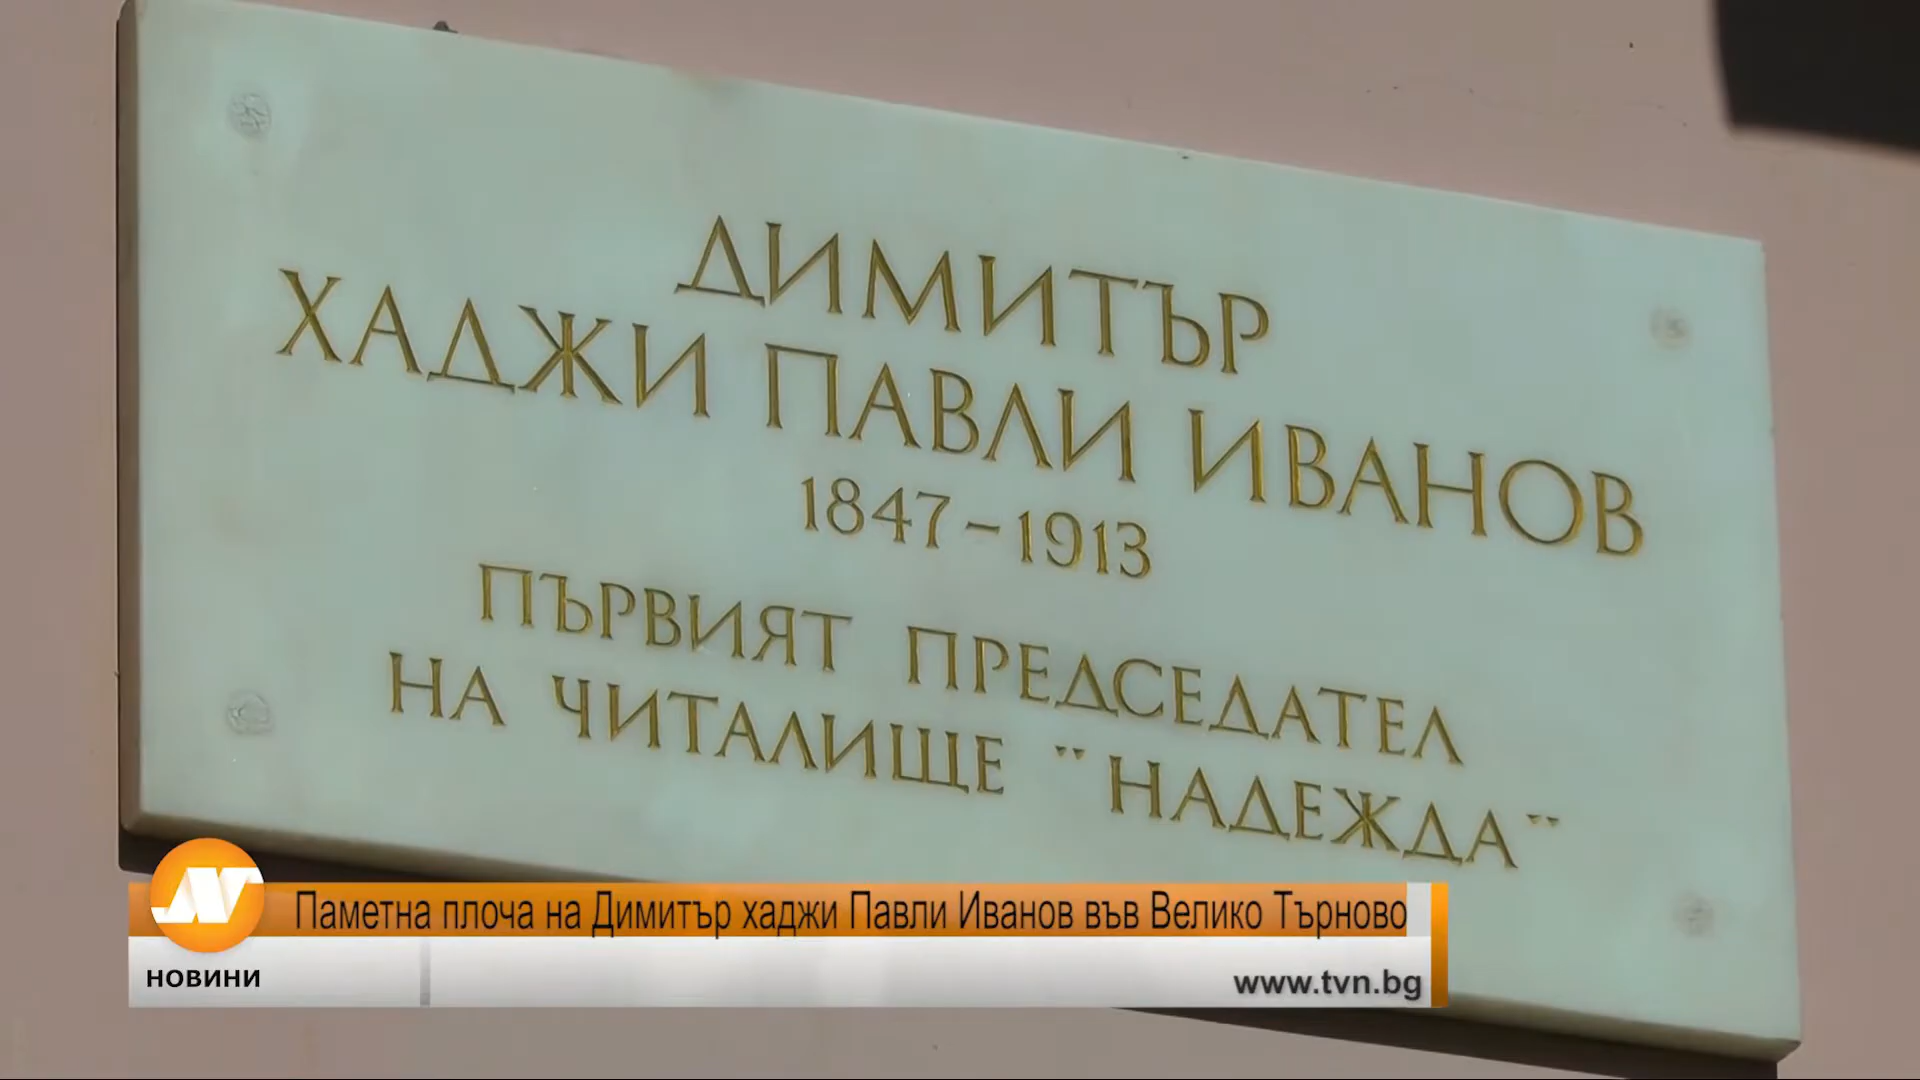 ДИМИТЪР
ХАДЖИ ПАВЛИ ИВАНОВ
1847-1913
ПЪРВИЯТ ПРЕДСЕДАТЕЛ
НА ЧИТАЛИЩЕ "НАДЕЖДА"
Паметна плоча на Димитър хаджи Павли Иванов във Велико Търново
НОВИНИ
www.tvn.bg